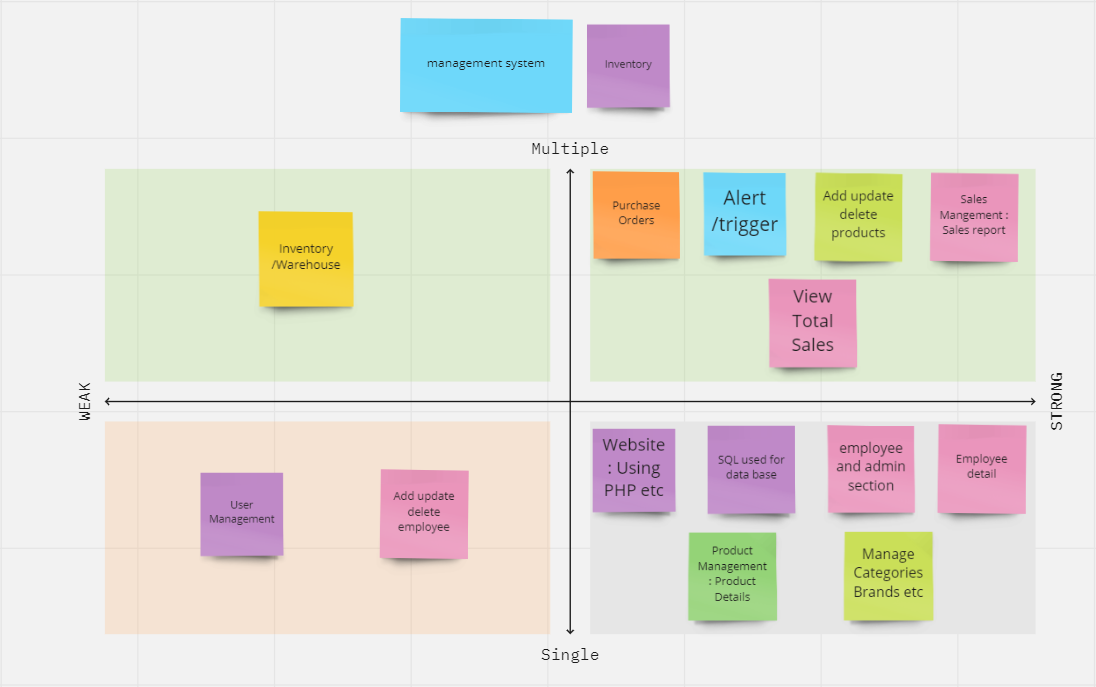 management system
Inventory
Multiple
Purchase
Orders
Alert
/trigger
Add update
delete
products
Sales
Mangement :
Sales report
Inventory
/Warehouse
View
Total
Sales
WEAK
STRONG
Website
: Using
PHP etc
SQL used for
data base
employee
and admin
section
Employee
detail
User
Management
Add update
delete
employee
Product
Management
: Product
Details
Manage
Categories
Brands etc
Single